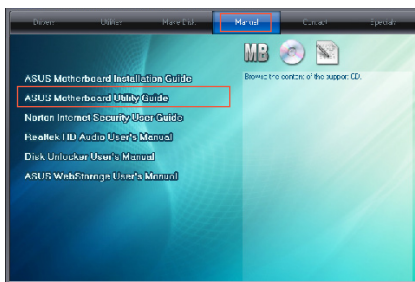 Drivers Utilities Make Disk Manual Contact Specials
MB
ASUS Motherboard Installation Guide
Browse the content of the support CD.
ASUS Motherboard Utility Guide
Norton Internet Security User Guide
Realtek HD Audio User's Manual
Disk Unlocker User's Manual
ASUS WebStorage User's Manual